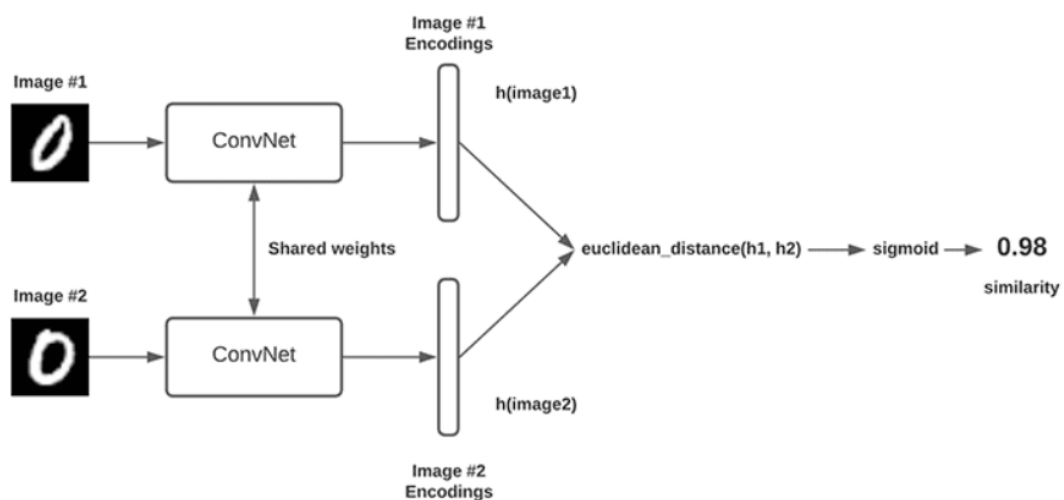 Image #1
Encodings
Image #1
h(image1)
ConvNet
Shared weights
euclidean_distance(h1, h2)
sigmoid
0.98
similarity
Image #2
ConvNet
h(image2)
Image #2
Encodings